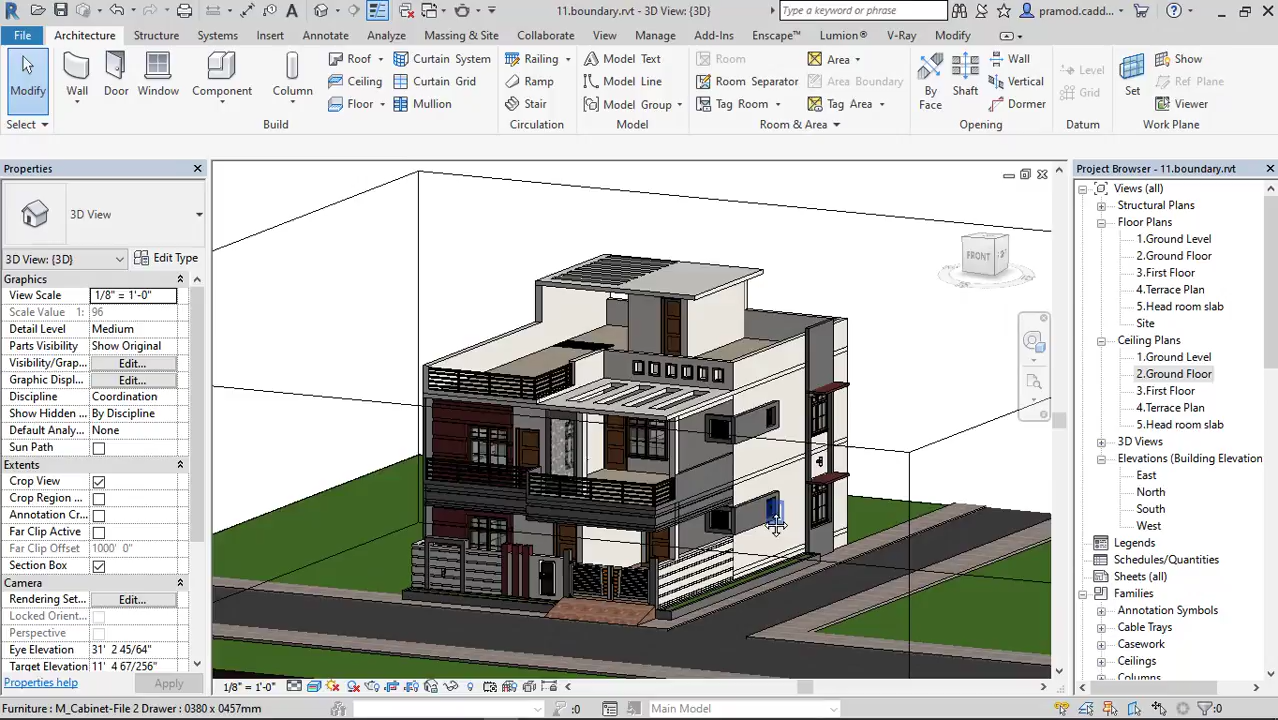 11.boundary.rvt - 3D View: {3D}
Type a keyword or phrase
pramod.cadd...
File Architecture Structure Systems Insert Annotate Analyze Massing & Site Collaborate View Manage Add-Ins Enscape™ Lumion® V-Ray Modify
Modify
Wall
Door
Window
Component
Column
Roof
Ceiling
Floor
Curtain System
Curtain Grid
Mullion
Railing
Ramp
Stair
Model Text
Model Line
Model Group
Room
Room Separator
Tag Room
Area
Area Boundary
Tag Area
By Face
Shaft
Wall
Vertical
Dormer
Level
Grid
Set
Show
Ref Plane
Viewer
Select
Build
Circulation
Model
Room & Area
Opening
Datum
Work Plane
Properties
3D View
3D View: {3D}
Edit Type
Graphics
View Scale 1/8" = 1'-0"
Scale Value 1: 96
Detail Level Medium
Parts Visibility Show Original
Visibility/Grap... Edit...
Graphic Displ... Edit...
Discipline Coordination
Show Hidden ... By Discipline
Default Analy... None
Sun Path
Extents
Crop View
Crop Region ...
Annotation Cr...
Far Clip Active
Far Clip Offset 1000' 0"
Section Box
Camera
Rendering Set... Edit...
Locked Orient...
Perspective
Eye Elevation 31' 2 45/64"
Target Elevation 11' 4 67/256"
Properties help
Apply
FRONT
Project Browser - 11.boundary.rvt
Views (all)
Structural Plans
Floor Plans
1.Ground Level
2.Ground Floor
3.First Floor
4.Terrace Plan
5.Head room slab
Site
Ceiling Plans
1.Ground Level
2.Ground Floor
3.First Floor
4.Terrace Plan
5.Head room slab
3D Views
Elevations (Building Elevation
East
North
South
West
Legends
Schedules/Quantities
Sheets (all)
Families
Annotation Symbols
Cable Trays
Casework
Ceilings
Columns
1/8" = 1'-0"
Furniture : M_Cabinet-File 2 Drawer : 0380 x 0457mm
:0
Main Model
:0